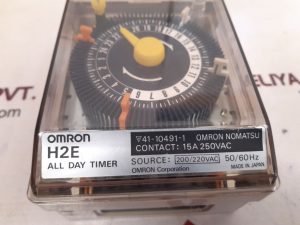 omron
H2E
ALL DAY TIMER
41-10491-1 OMRON NOMATSU
CONTACT: 15A 250VAC
SOURCE: 200/220VAC 50/60Hz
OMRON Corporation MADE IN JAPAN